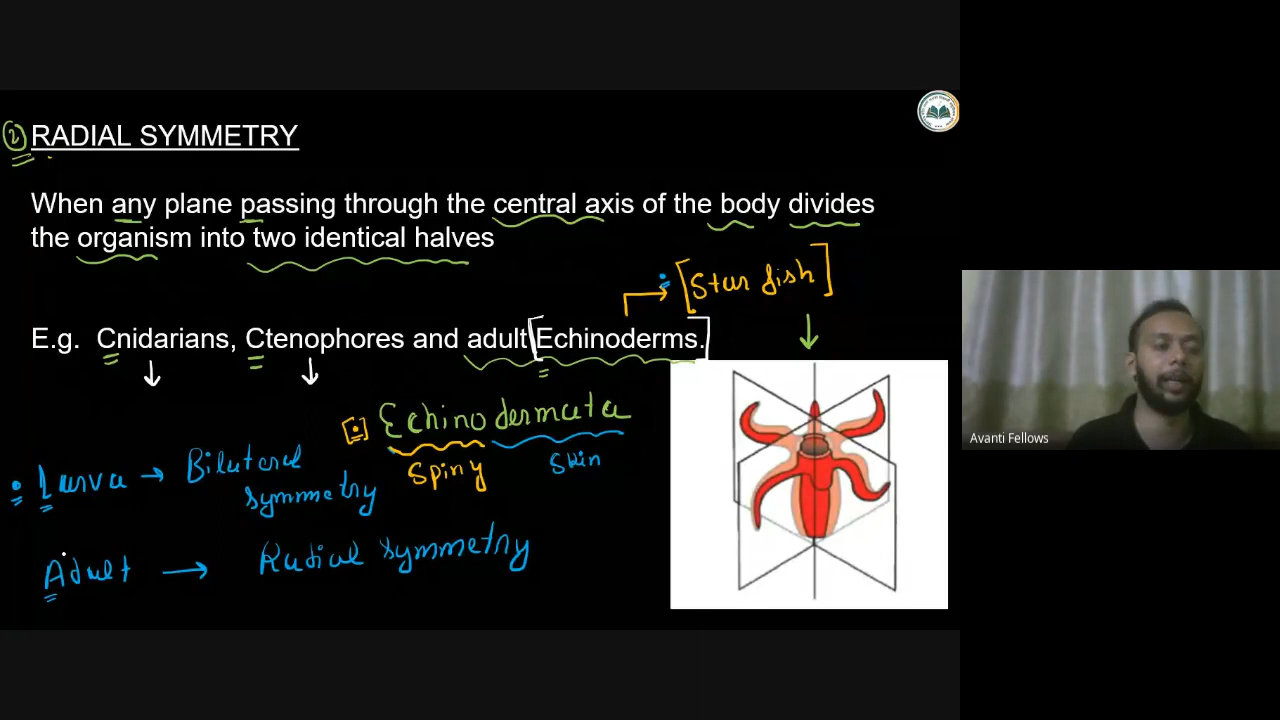 2 RADIAL SYMMETRY
When any plane passing through the central axis of the body divides
the organism into two identical halves
[Star fish]
E.g. Cnidarians, Ctenophores and adult [Echinoderms.]
Echinodermata
Spiny skin
Larva → Bilateral
symmetry
Adult → Radial symmetry
Avanti Fellows